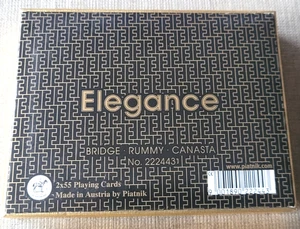 Elegance
BRIDGE RUMMY CANASTA
No. 2224431
www.piatnik.com
2x55 Playing Cards
Made in Austria by Piatnik